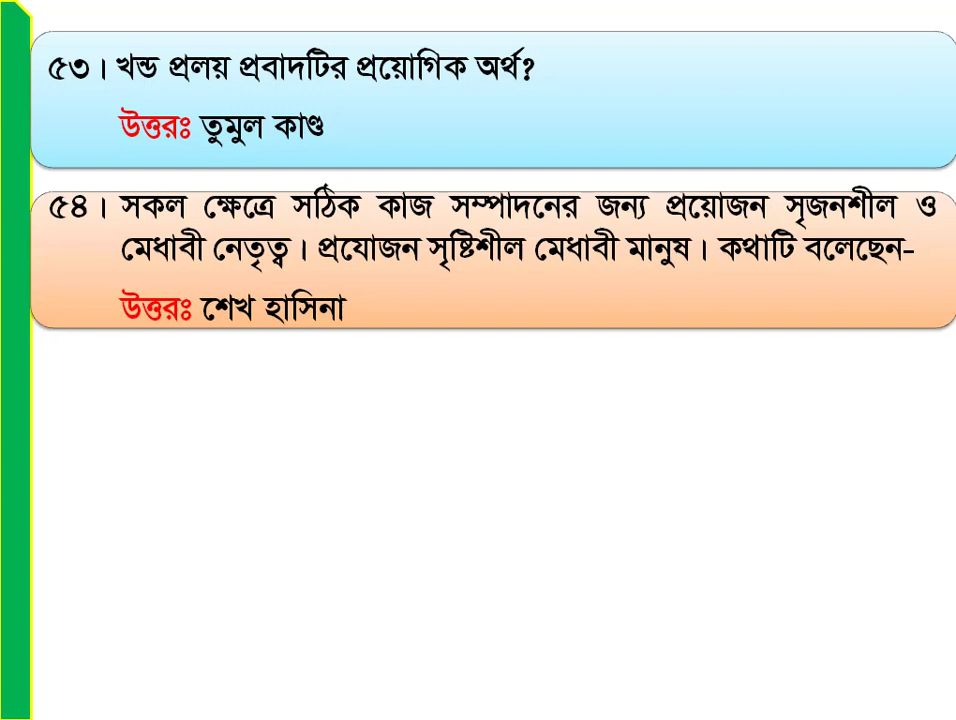 ৫৩। খন্ড প্রলয় প্রবাদটির প্রয়োগিক অর্থ?
উত্তরঃ তুমুল কাণ্ড
৫৪। সকল ক্ষেত্রে সঠিক কাজ সম্পাদনের জন্য প্রয়োজন সৃজনশীল ও
মেধাবী নেতৃত্ব। প্রযোজন সৃষ্টিশীল মেধাবী মানুষ। কথাটি বলেছেন-
উত্তরঃ শেখ হাসিনা